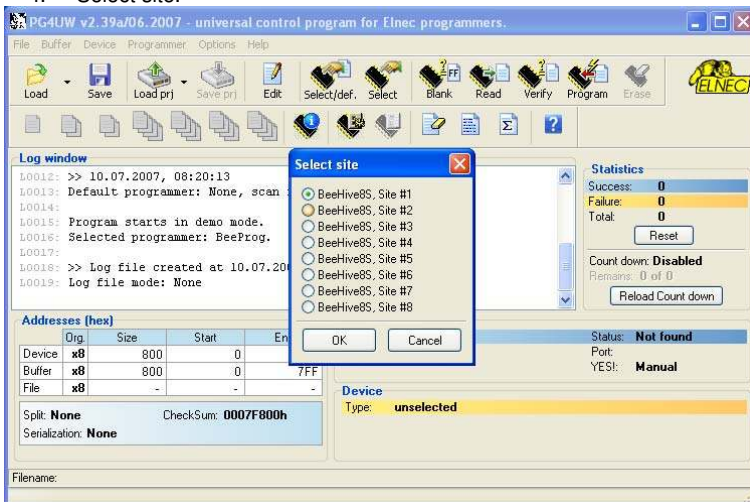 4. Select site.
PG4UW v2.39a/06.2007 - universal control program for Elnec programmers.
File Buffer Device Programmer Options Help
Load Save Load prj Save prj Edit Select/def. Select Blank Read Verify Program Erase
ELNEC
Log window
L0012: >> 10.07.2007, 08:20:13
L0013: Default programmer: None, scan
L0014:
L0015: Program starts in demo mode.
L0016: Selected programmer: BeeProg.
L0017:
L0018: >> Log file created at 10.07.200
L0019: Log file mode: None
Select site
BeeHive8S, Site #1
BeeHive8S, Site #2
BeeHive8S, Site #3
BeeHive8S, Site #4
BeeHive8S, Site #5
BeeHive8S, Site #6
BeeHive8S, Site #7
BeeHive8S, Site #8
OK Cancel
Statistics
Success: 0
Failure: 0
Total: 0
Reset
Count down: Disabled
Remains: 0 of 0
Reload Count down
Addresses (hex)
Org. Size Start En
Device x8 800 0
Buffer x8 800 0 7FF
File x8 - - -
Split: None CheckSum: 0007F800h
Serialization: None
Status: Not found
Port:
YES!: Manual
Device
Type: unselected
Filename: